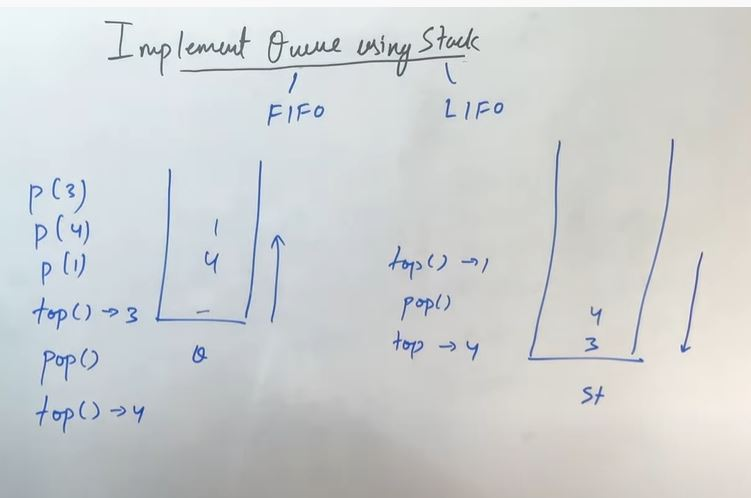 Implement Queue using Stack
FIFO
LIFO
p(3)
p(4)
p(1)
top() → 3
pop()
top() → 4
1
4
–
Q
top() → 1
pop()
top → 4
4
3
St